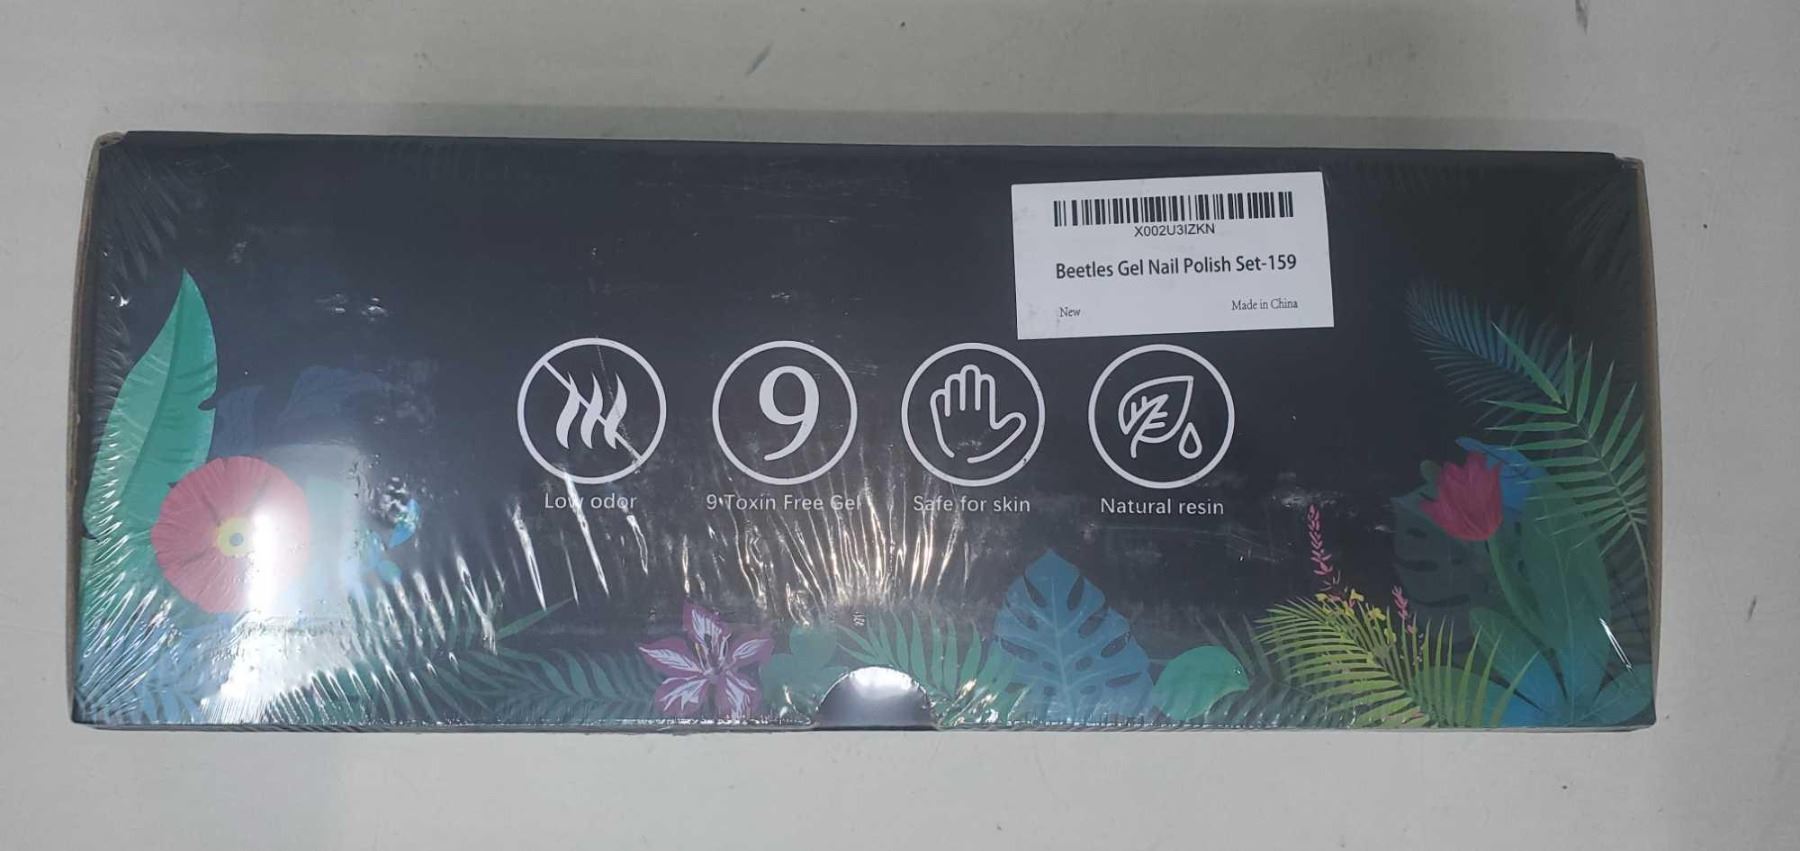 X002U3IZKN
Beetles Gel Nail Polish Set-159
New Made in China
9
Low odor 9 Toxin Free Gel Safe for skin Natural resin